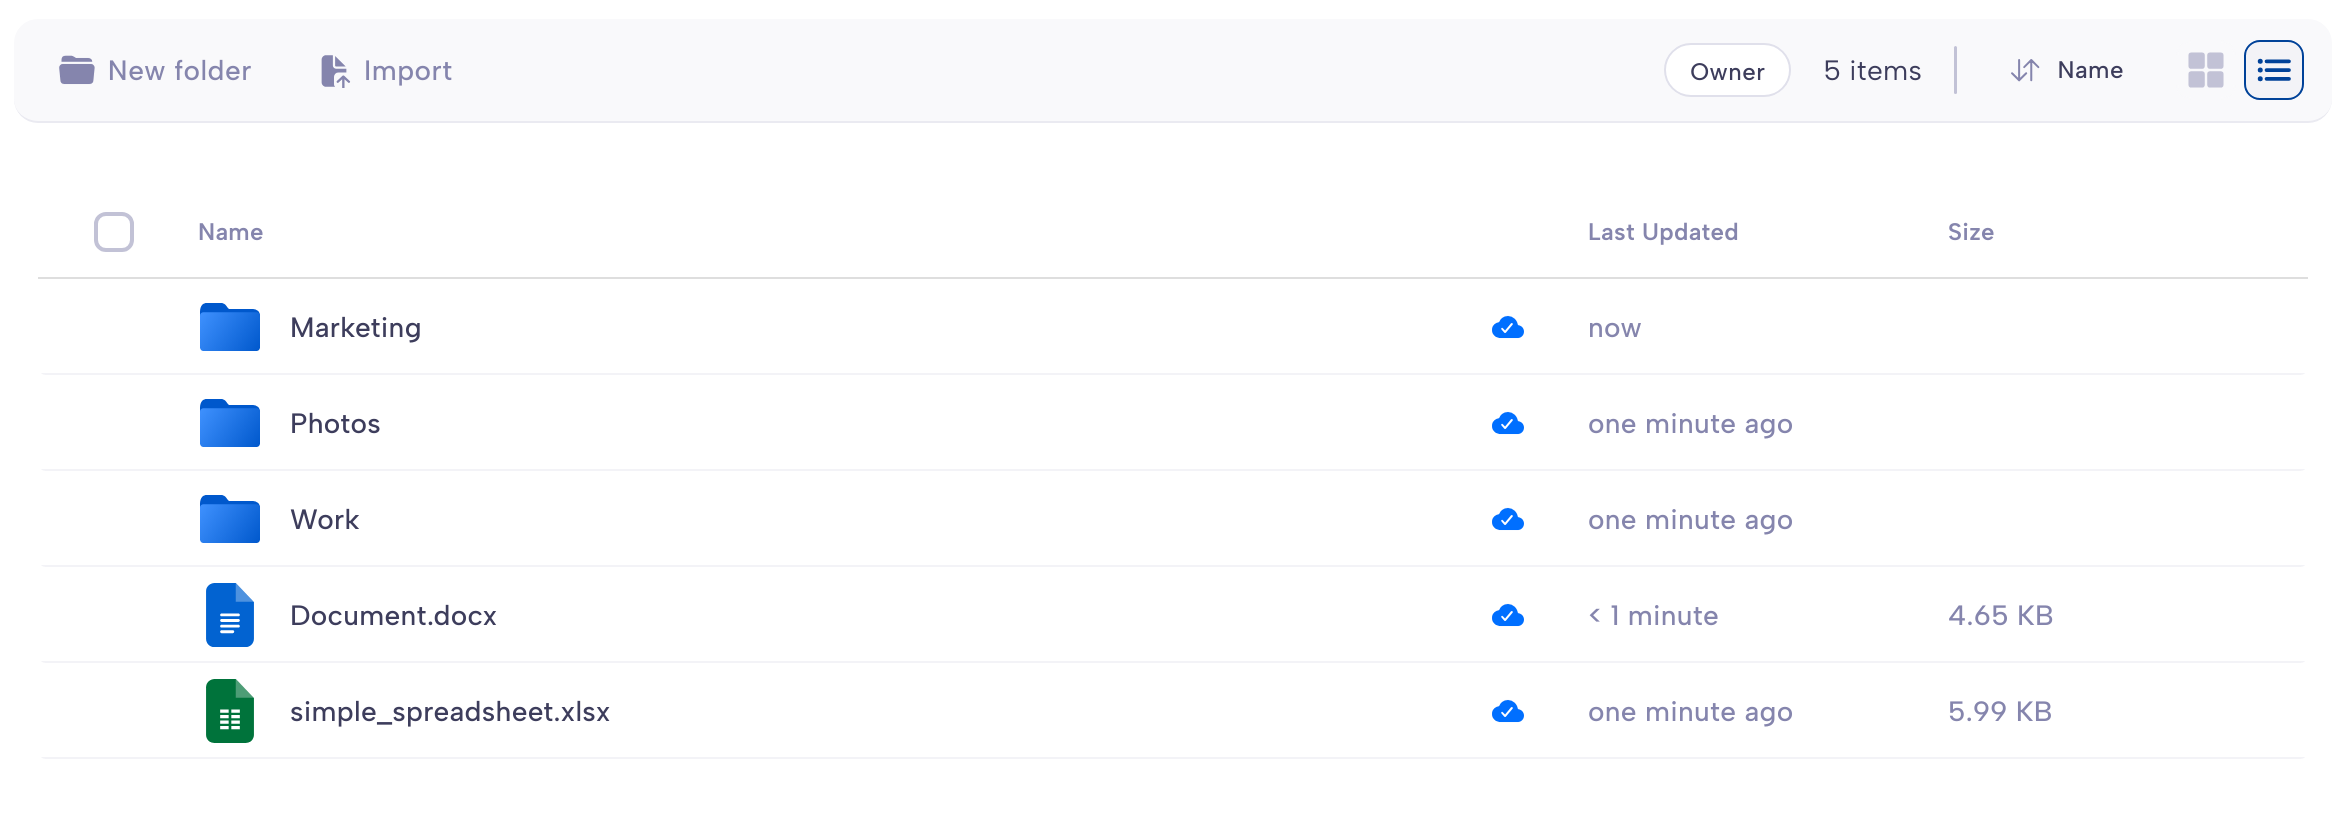 New folder Import Owner 5 items Name
Name Last Updated Size
Marketing now
Photos one minute ago
Work one minute ago
Document.docx < 1 minute 4.65 KB
simple_spreadsheet.xlsx one minute ago 5.99 KB